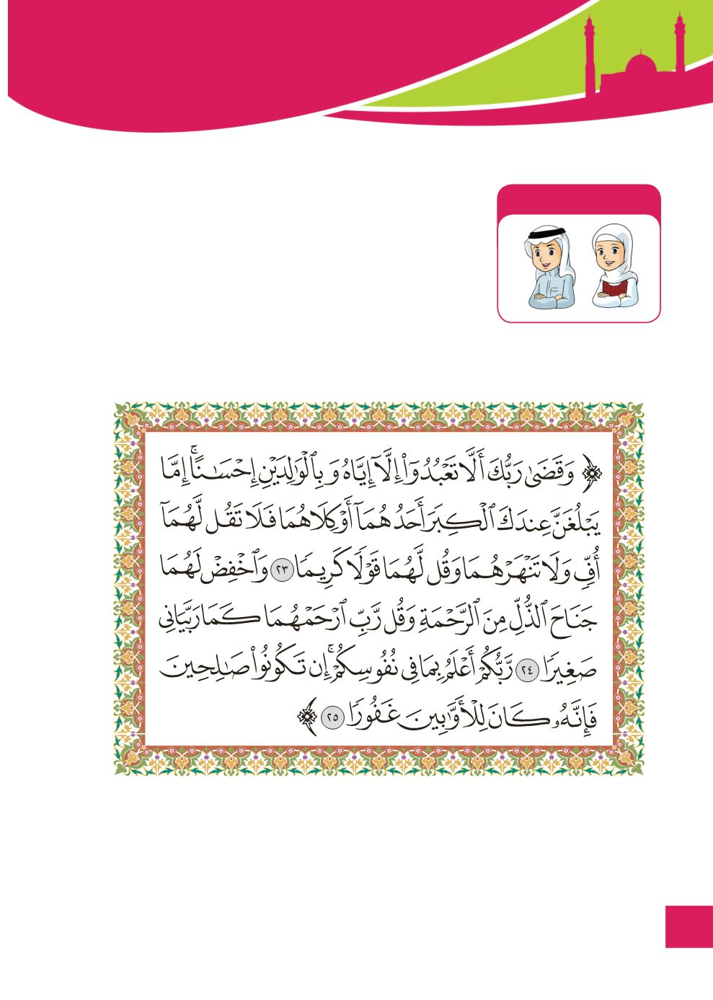 ﴿ وَقَضَىٰ رَبُّكَ أَلَّا تَعْبُدُوٓا۟ إِلَّآ إِيَّاهُ وَبِٱلْوَٰلِدَيْنِ إِحْسَـٰنًا ۚ إِمَّا
يَبْلُغَنَّ عِندَكَ ٱلْكِبَرَ أَحَدُهُمَآ أَوْ كِلَاهُمَا فَلَا تَقُل لَّهُمَآ
أُفٍّ وَلَا تَنْهَرْهُمَا وَقُل لَّهُمَا قَوْلًا كَرِيمًا ٢٣ وَٱخْفِضْ لَهُمَا
جَنَاحَ ٱلذُّلِّ مِنَ ٱلرَّحْمَةِ وَقُل رَّبِّ ٱرْحَمْهُمَا كَمَا رَبَّيَانِى
صَغِيرًا ٢٤ رَّبُّكُمْ أَعْلَمُ بِمَا فِى نُفُوسِكُمْ ۚ إِن تَكُونُوا۟ صَـٰلِحِينَ
فَإِنَّهُۥ كَانَ لِلْأَوَّٰبِينَ غَفُورًا ٢٥ ﴾